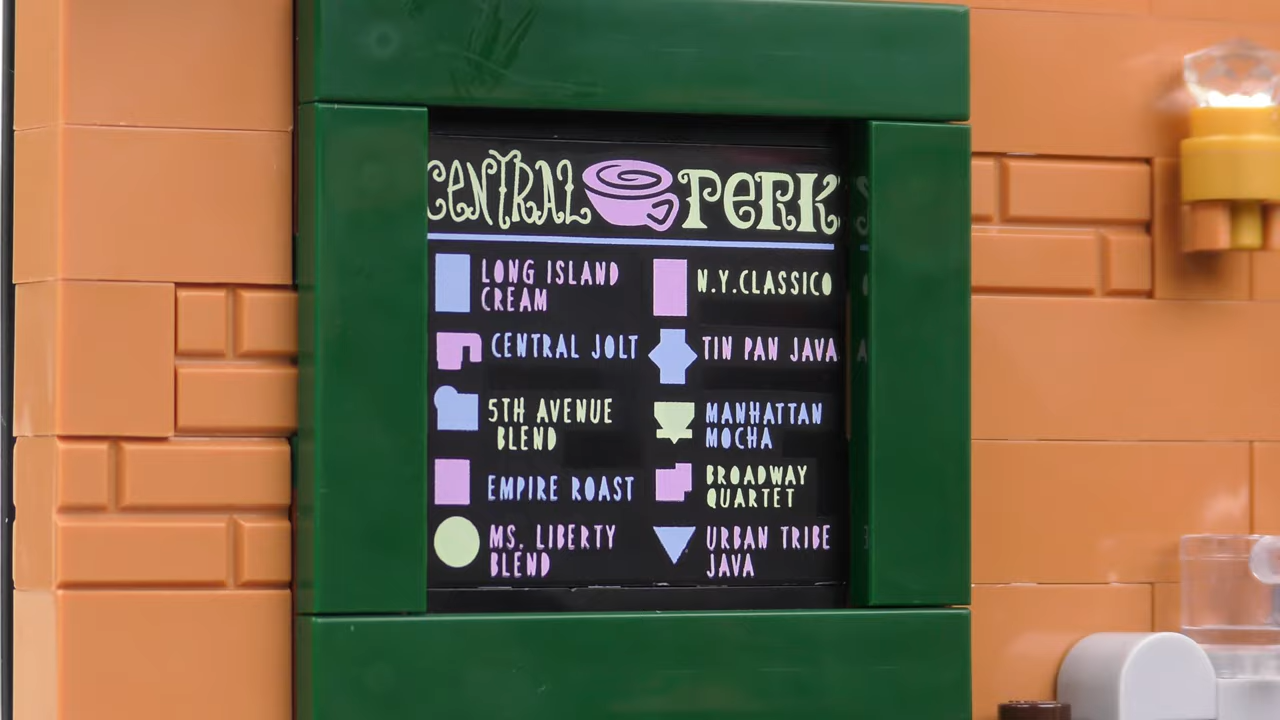 CENTRAL PERK
LONG ISLAND
CREAM
CENTRAL JOLT
5TH AVENUE
BLEND
EMPIRE ROAST
MS. LIBERTY
BLEND
N.Y.CLASSICO
TIN PAN JAVA
MANHATTAN
MOCHA
BROADWAY
QUARTET
URBAN TRIBE
JAVA